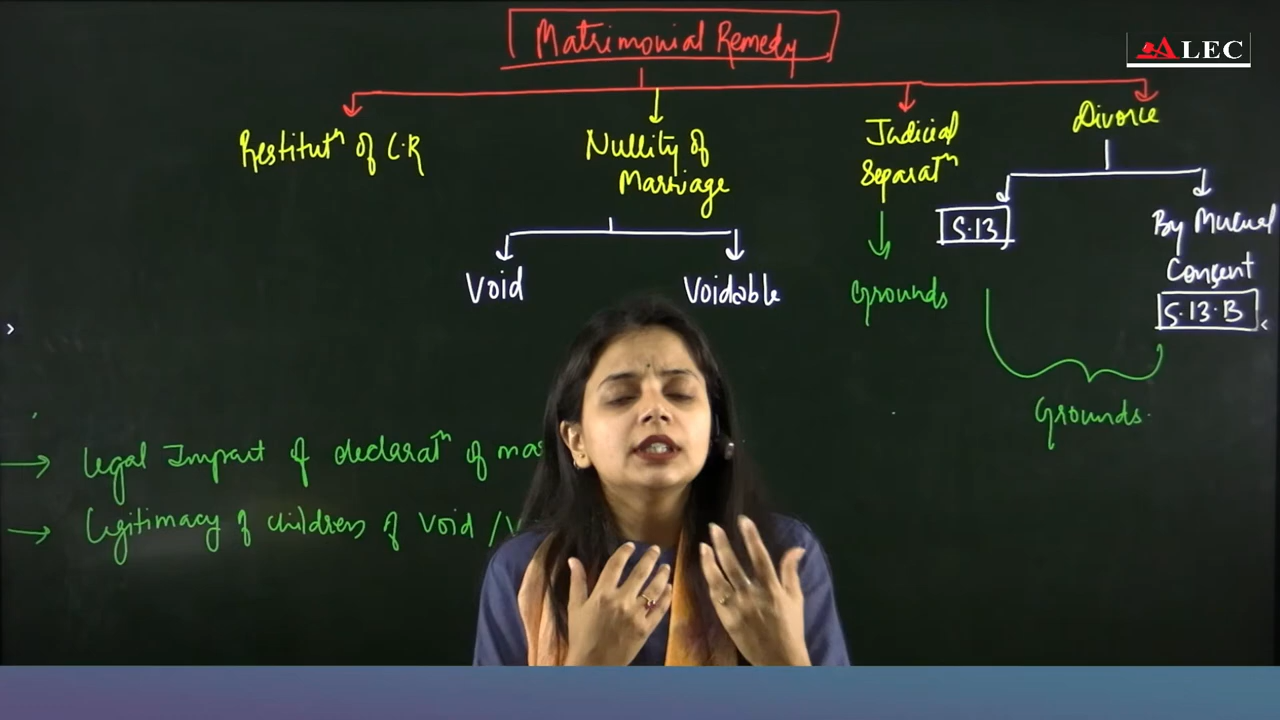 Matrimonial Remedy
ALEC
Restitutⁿ of C.R
Nullity of
Marriage
Judicial
Separatⁿ
Divorce
S.13
By Mutual
Consent
S.13.B
Void
Voidable
Grounds
Grounds.
→ Legal Impact of declaratⁿ of
→ Legitimacy of childrens of Void /